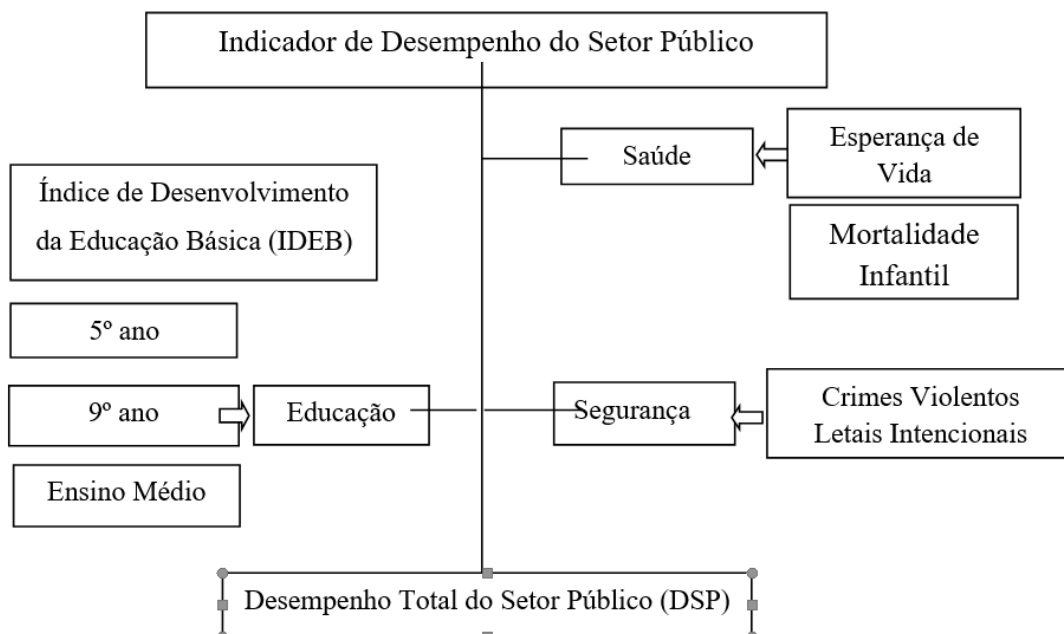 Indicador de Desempenho do Setor Público
Saúde
Esperança de
Vida
Mortalidade
Infantil
Índice de Desenvolvimento
da Educação Básica (IDEB)
5º ano
9º ano
Ensino Médio
Educação
Segurança
Crimes Violentos
Letais Intencionais
Desempenho Total do Setor Público (DSP)